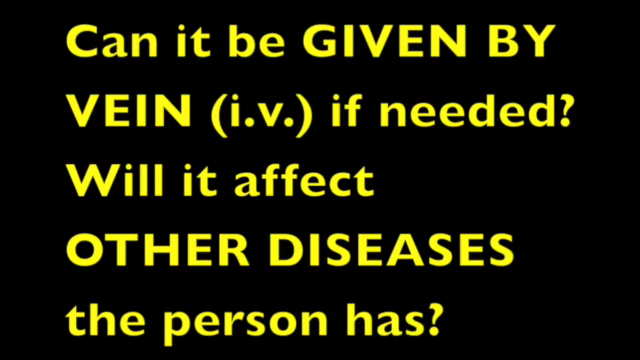 Can it be GIVEN BY
VEIN (i.v.) if needed?
Will it affect
OTHER DISEASES
the person has?